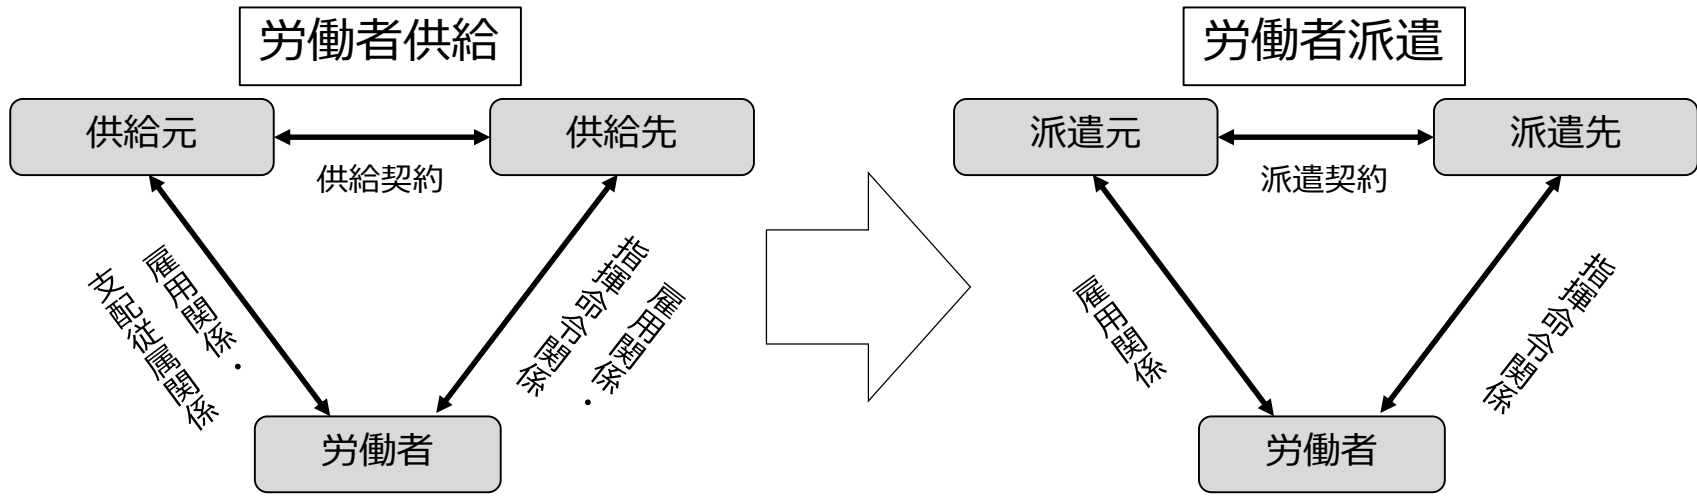 労働者供給
供給元
供給先
供給契約
雇用関係・
支配従属関係
雇用関係・
指揮命令関係
労働者
労働者派遣
派遣元
派遣先
派遣契約
雇用関係
指揮命令関係
労働者